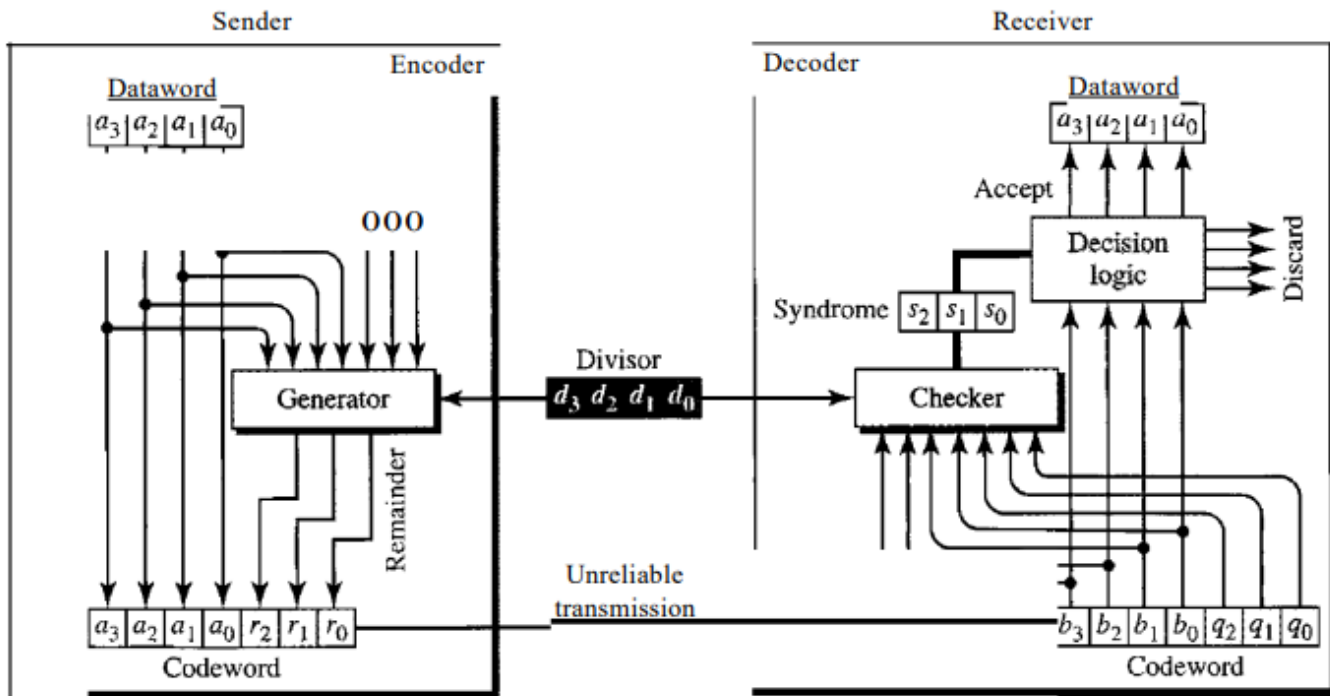 Sender
Receiver
Encoder
Decoder
Dataword
a3 a2 a1 a0
Dataword
a3 a2 a1 a0
Accept
000
Decision
logic
Discard
Syndrome
s2 s1 s0
Divisor
d3 d2 d1 d0
Generator
Checker
Remainder
Unreliable
transmission
a3 a2 a1 a0 r2 r1 r0
Codeword
b3 b2 b1 b0 q2 q1 q0
Codeword